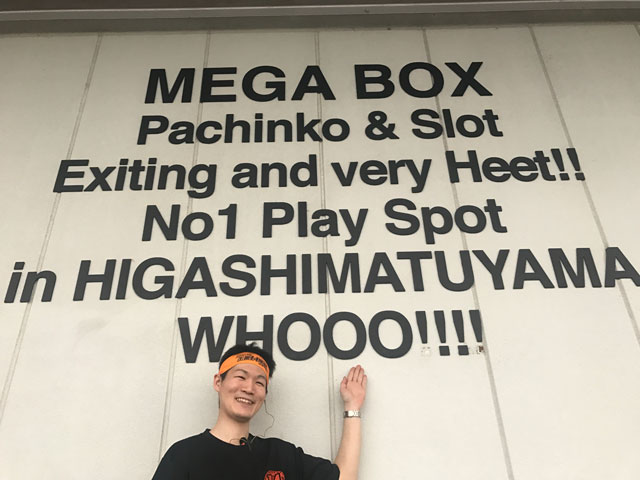 MEGA BOX
Pachinko & Slot
Exiting and very Heet!!
No1 Play Spot
in HIGASHIMATUYAMA
WHOOO!!!!